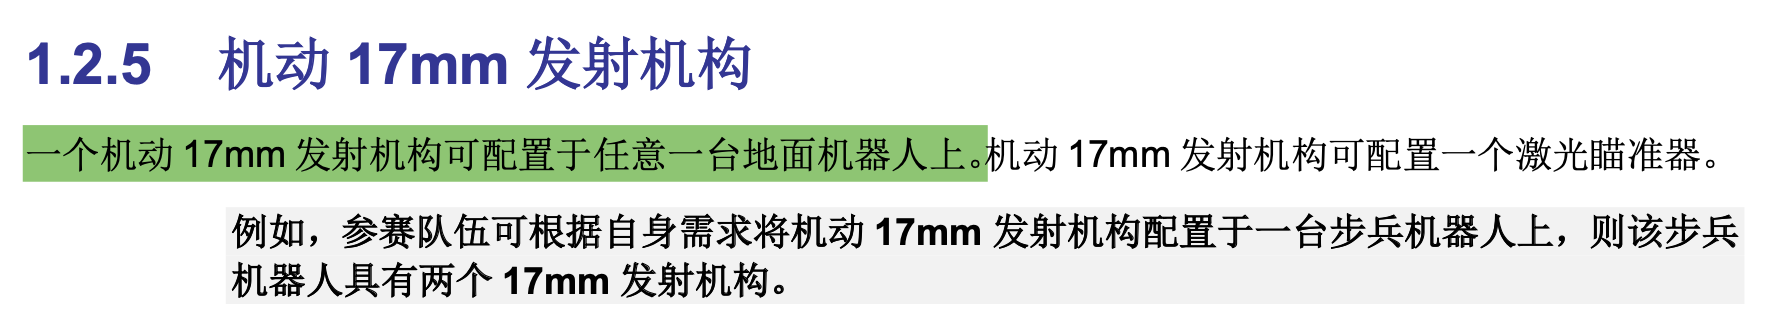 1.2.5 机动 17mm 发射机构
一个机动 17mm 发射机构可配置于任意一台地面机器人上。机动 17mm 发射机构可配置一个激光瞄准器。
例如，参赛队伍可根据自身需求将机动 17mm 发射机构配置于一台步兵机器人上，则该步兵
机器人具有两个 17mm 发射机构。